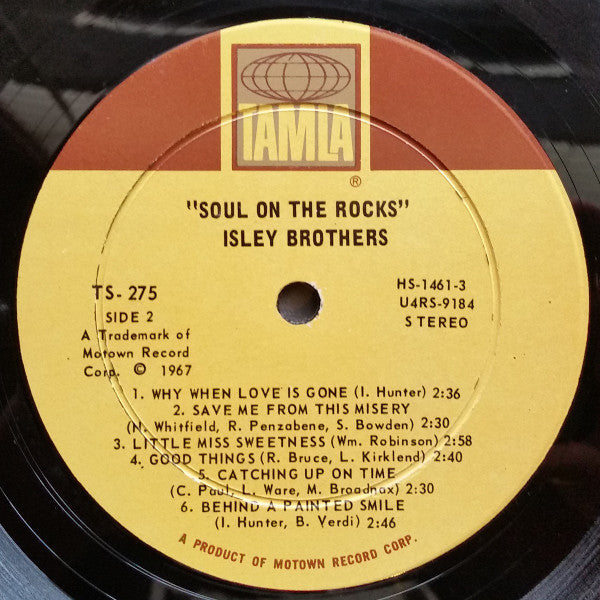 TAMLA
®
"SOUL ON THE ROCKS"
ISLEY BROTHERS
TS-275
SIDE 2
A Trademark of
Motown Record
Corp. © 1967
HS-1461-3
U4RS-9184
STEREO
1. WHY WHEN LOVE IS GONE (I. Hunter) 2:36
2. SAVE ME FROM THIS MISERY
(N. Whitfield, R. Penzabene, S. Bowden) 2:30
3. LITTLE MISS SWEETNESS (Wm. Robinson) 2:58
4. GOOD THINGS (R. Bruce, L. Kirklend) 2:40
5. CATCHING UP ON TIME
(C. Paul, L. Ware, M. Broadnax) 2:30
6. BEHIND A PAINTED SMILE
(I. Hunter, B. Verdi) 2:46
A PRODUCT OF MOTOWN RECORD CORP.